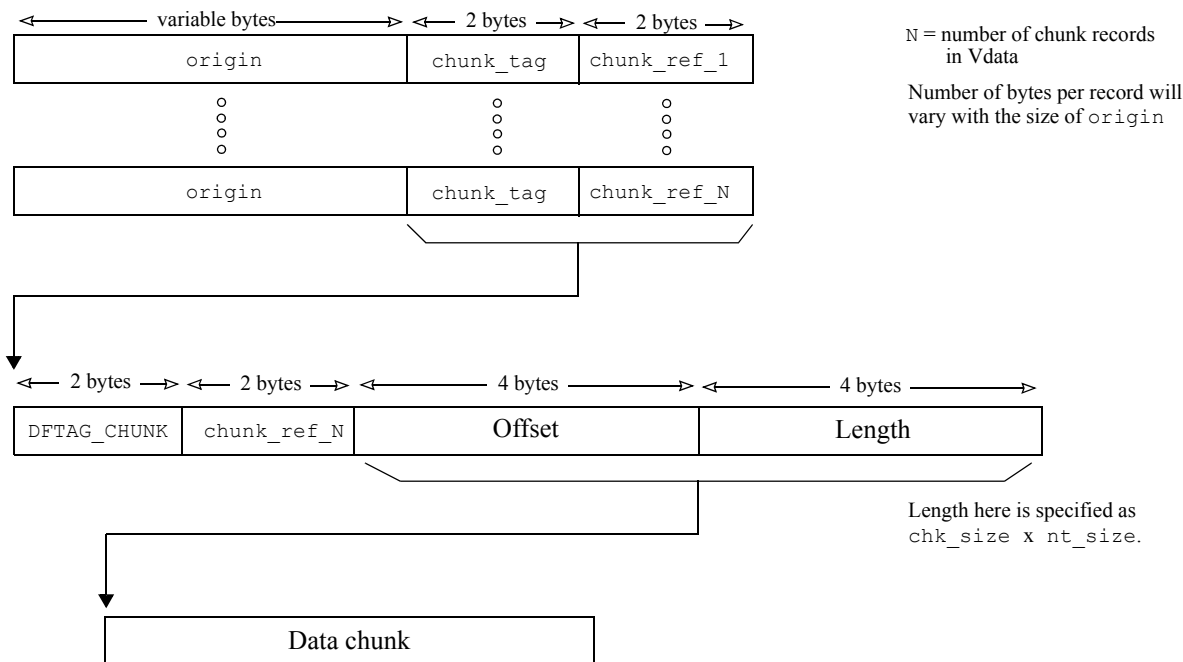 variable bytes 2 bytes 2 bytes
origin chunk_tag chunk_ref_1
N = number of chunk records
in Vdata
Number of bytes per record will
vary with the size of origin
origin chunk_tag chunk_ref_N
2 bytes 2 bytes 4 bytes 4 bytes
DFTAG_CHUNK chunk_ref_N Offset Length
Length here is specified as
chk_size x nt_size.
Data chunk